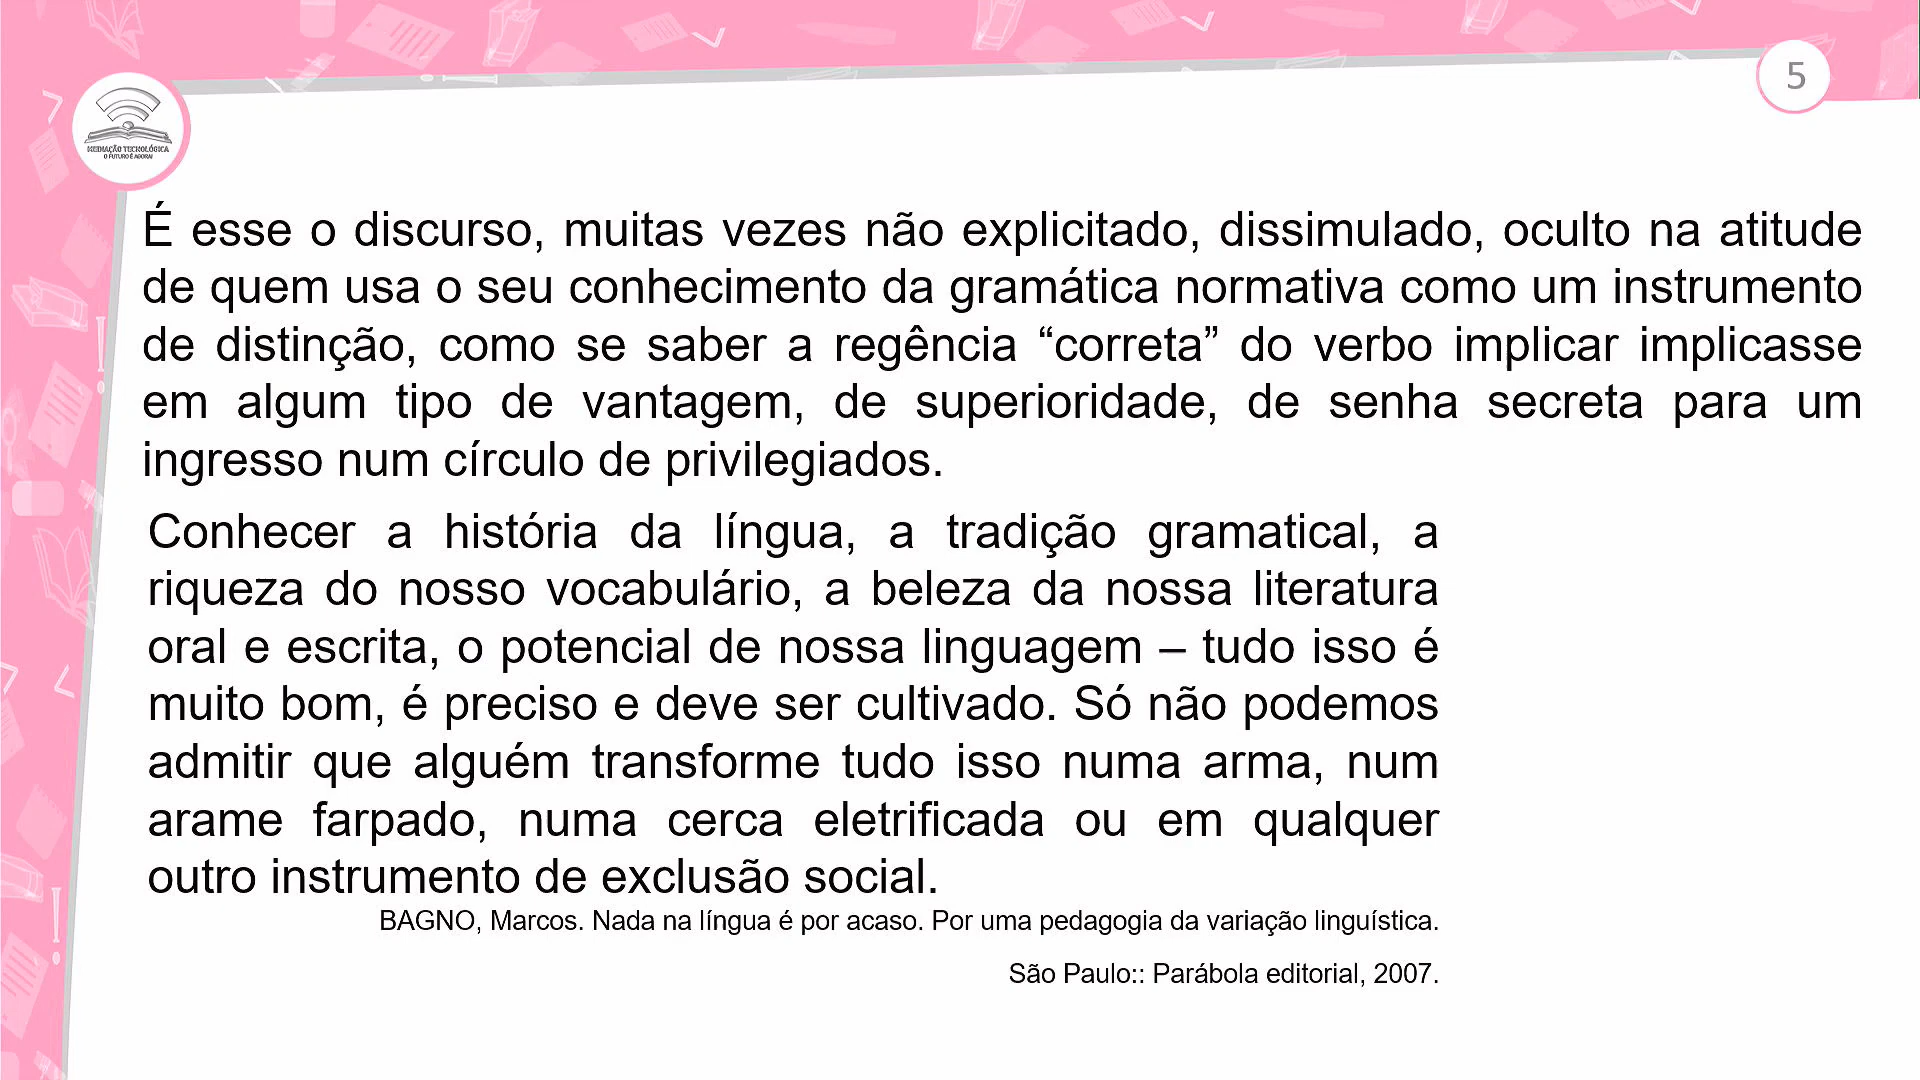 5
MEDIAÇÃO TECNOLÓGICA
O FUTURO É AGORA!
É esse o discurso, muitas vezes não explicitado, dissimulado, oculto na atitude
de quem usa o seu conhecimento da gramática normativa como um instrumento
de distinção, como se saber a regência “correta” do verbo implicar implicasse
em algum tipo de vantagem, de superioridade, de senha secreta para um
ingresso num círculo de privilegiados.
Conhecer a história da língua, a tradição gramatical, a
riqueza do nosso vocabulário, a beleza da nossa literatura
oral e escrita, o potencial de nossa linguagem – tudo isso é
muito bom, é preciso e deve ser cultivado. Só não podemos
admitir que alguém transforme tudo isso numa arma, num
arame farpado, numa cerca eletrificada ou em qualquer
outro instrumento de exclusão social.
BAGNO, Marcos. Nada na língua é por acaso. Por uma pedagogia da variação linguística.
São Paulo:: Parábola editorial, 2007.